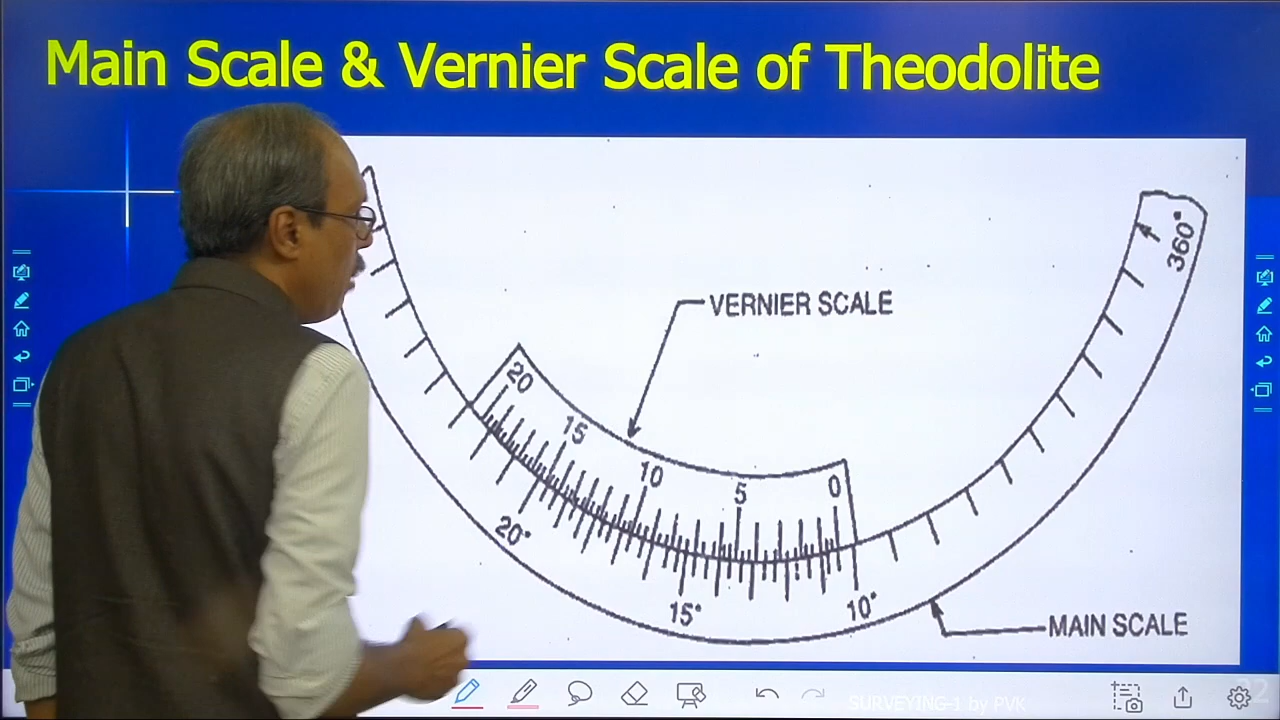 Main Scale & Vernier Scale of Theodolite
360°
VERNIER SCALE
20
15
10
5
0
20°
15°
10°
MAIN SCALE
SURVEYING-1 by PVK
22